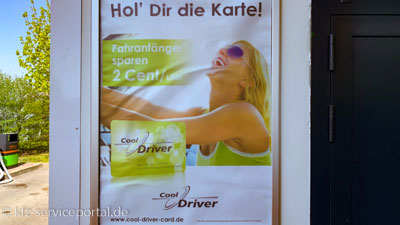 Hol' Dir die Karte!
Fahranfänger
sparen
2 Cent/Liter
Cool
Driver
Cool
Driver
www.cool-driver-card.de
© kfz-serviceportal.de